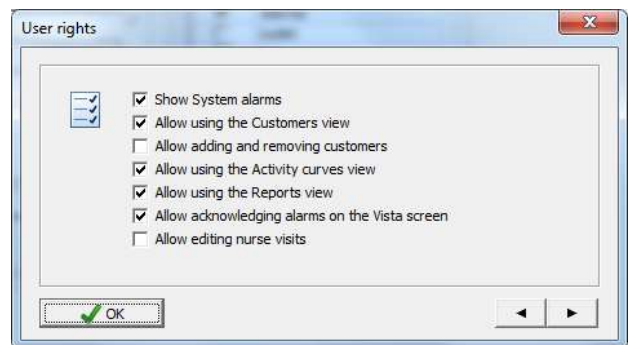 User rights
Show System alarms
Allow using the Customers view
Allow adding and removing customers
Allow using the Activity curves view
Allow using the Reports view
Allow acknowledging alarms on the Vista screen
Allow editing nurse visits
OK